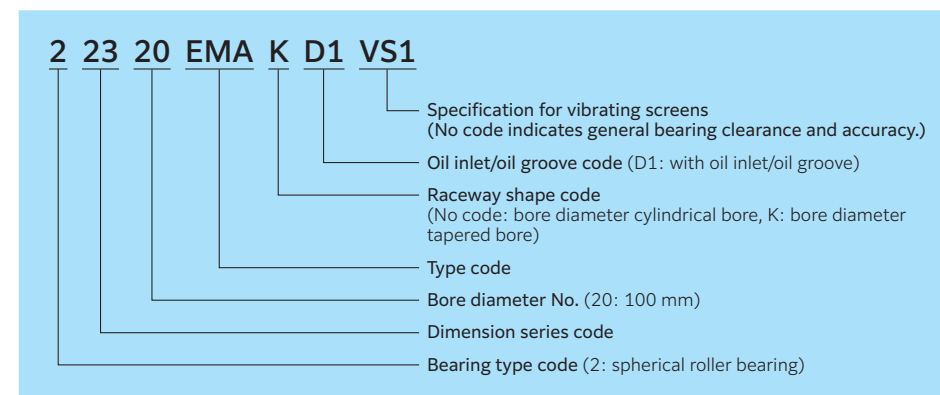 2 23 20 EMA K D1 VS1
Specification for vibrating screens
(No code indicates general bearing clearance and accuracy.)
Oil inlet/oil groove code (D1: with oil inlet/oil groove)
Raceway shape code
(No code: bore diameter cylindrical bore, K: bore diameter
tapered bore)
Type code
Bore diameter No. (20: 100 mm)
Dimension series code
Bearing type code (2: spherical roller bearing)